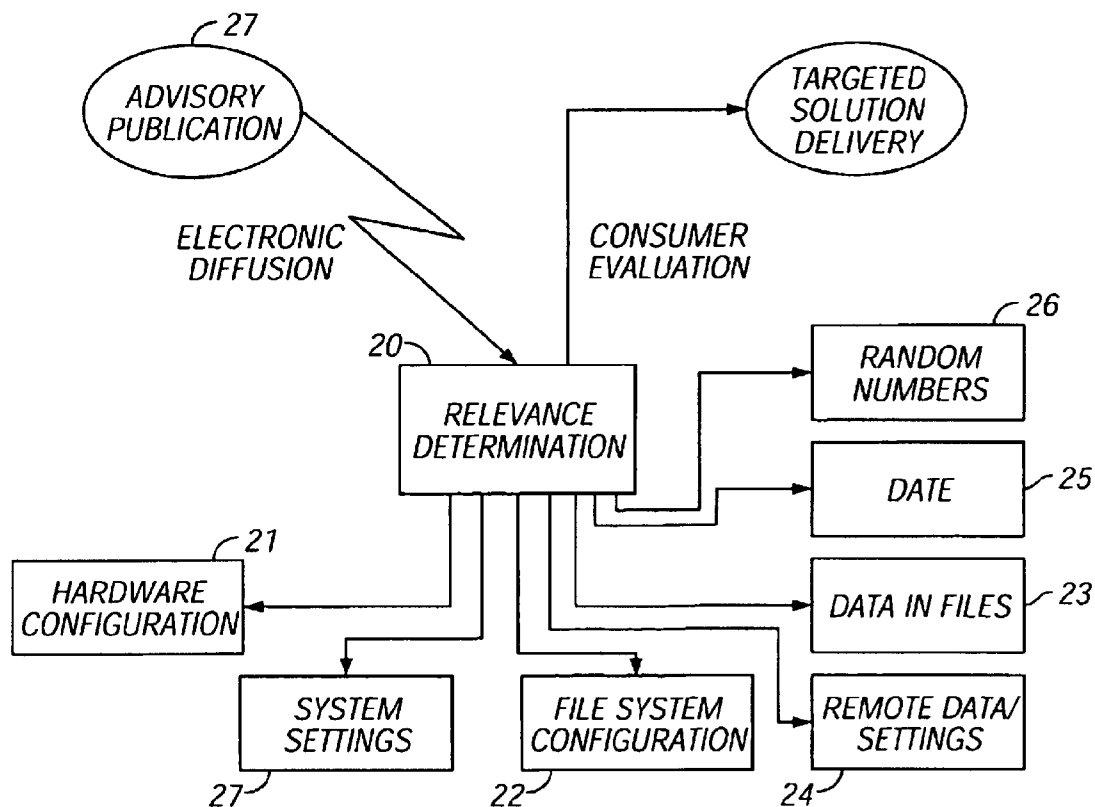 27
ADVISORY
PUBLICATION
TARGETED
SOLUTION
DELIVERY
ELECTRONIC
DIFFUSION
CONSUMER
EVALUATION
20
RELEVANCE
DETERMINATION
26
RANDOM
NUMBERS
DATE
25
21
HARDWARE
CONFIGURATION
DATA IN FILES
23
SYSTEM
SETTINGS
27
FILE SYSTEM
CONFIGURATION
22
REMOTE DATA/
SETTINGS
24